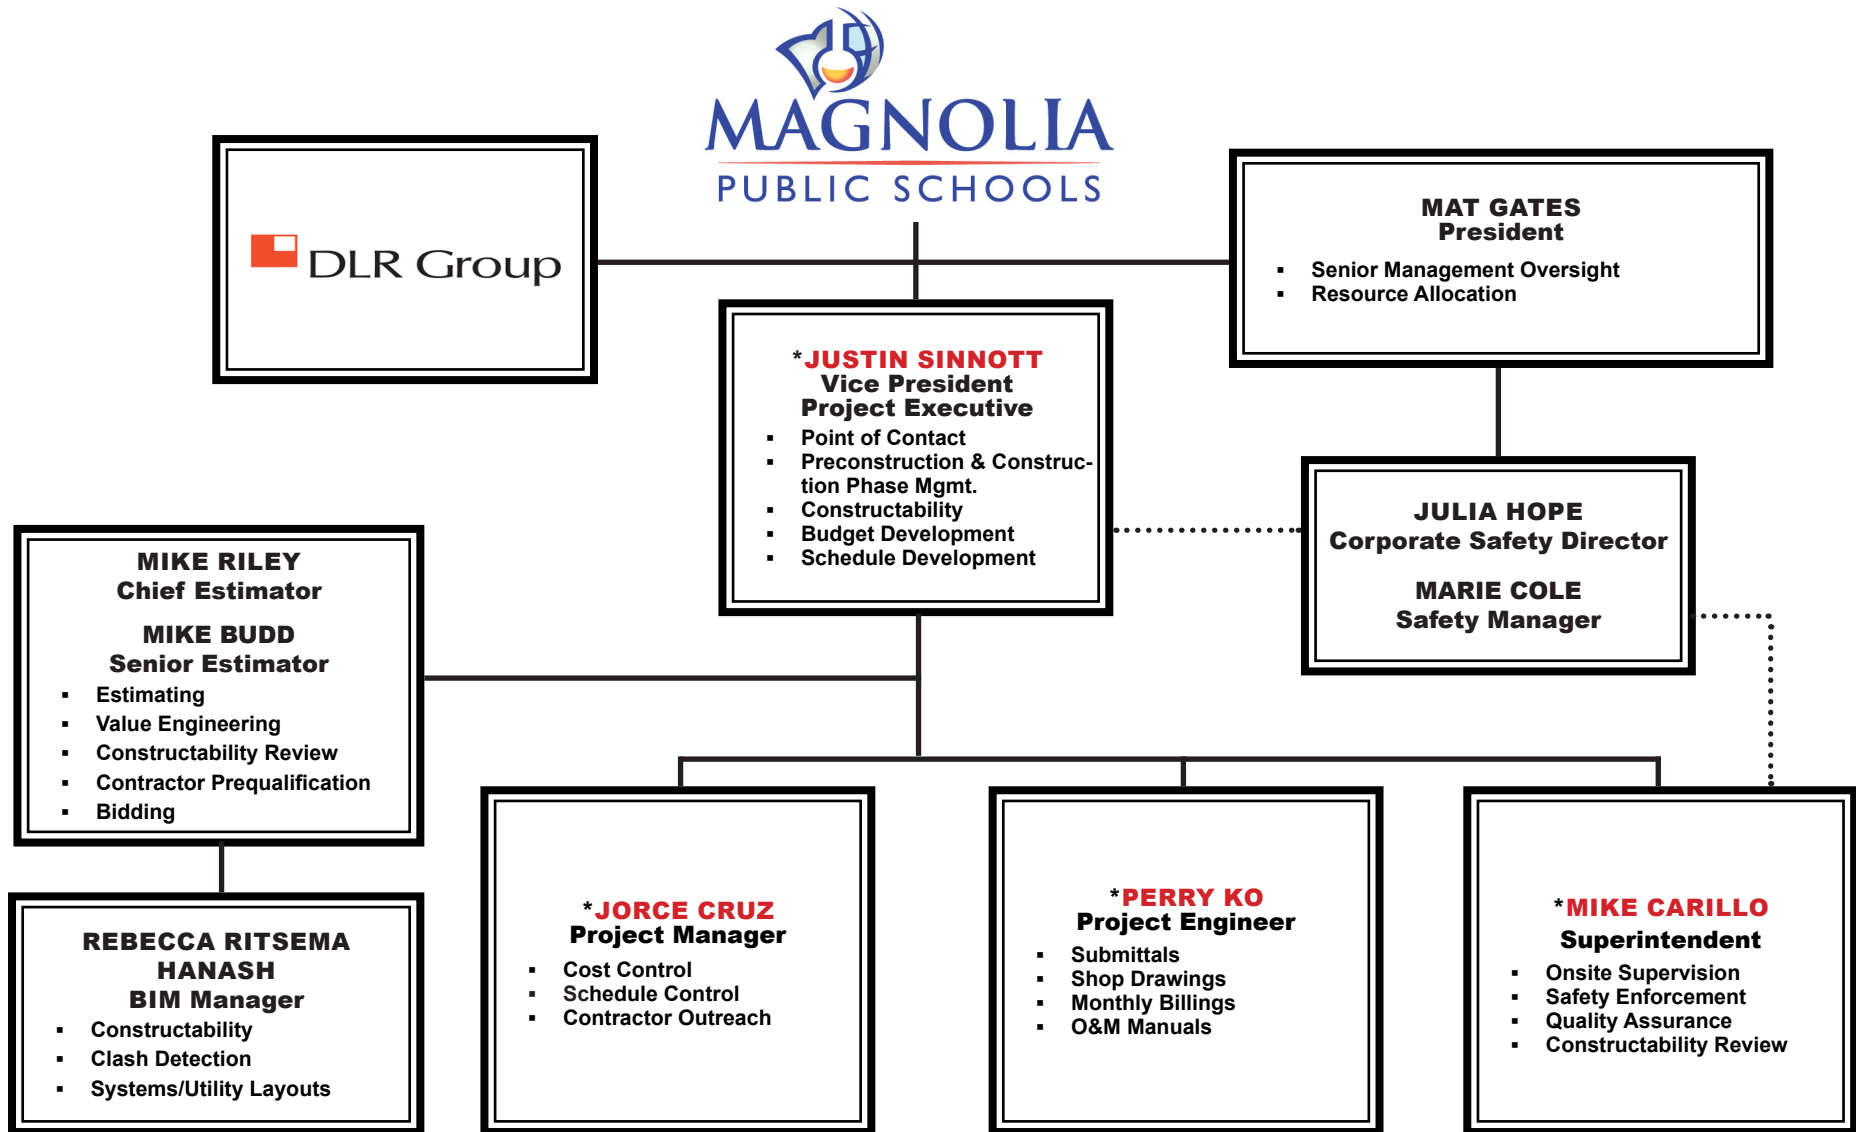 MAGNOLIA
PUBLIC SCHOOLS
DLR Group
MAT GATES
President
▪ Senior Management Oversight
▪ Resource Allocation
*JUSTIN SINNOTT
Vice President
Project Executive
▪ Point of Contact
▪ Preconstruction & Construc-
tion Phase Mgmt.
▪ Constructability
▪ Budget Development
▪ Schedule Development
JULIA HOPE
Corporate Safety Director
MARIE COLE
Safety Manager
MIKE RILEY
Chief Estimator
MIKE BUDD
Senior Estimator
▪ Estimating
▪ Value Engineering
▪ Constructability Review
▪ Contractor Prequalification
▪ Bidding
REBECCA RITSEMA
HANASH
BIM Manager
▪ Constructability
▪ Clash Detection
▪ Systems/Utility Layouts
*JORCE CRUZ
Project Manager
▪ Cost Control
▪ Schedule Control
▪ Contractor Outreach
*PERRY KO
Project Engineer
▪ Submittals
▪ Shop Drawings
▪ Monthly Billings
▪ O&M Manuals
*MIKE CARILLO
Superintendent
▪ Onsite Supervision
▪ Safety Enforcement
▪ Quality Assurance
▪ Constructability Review